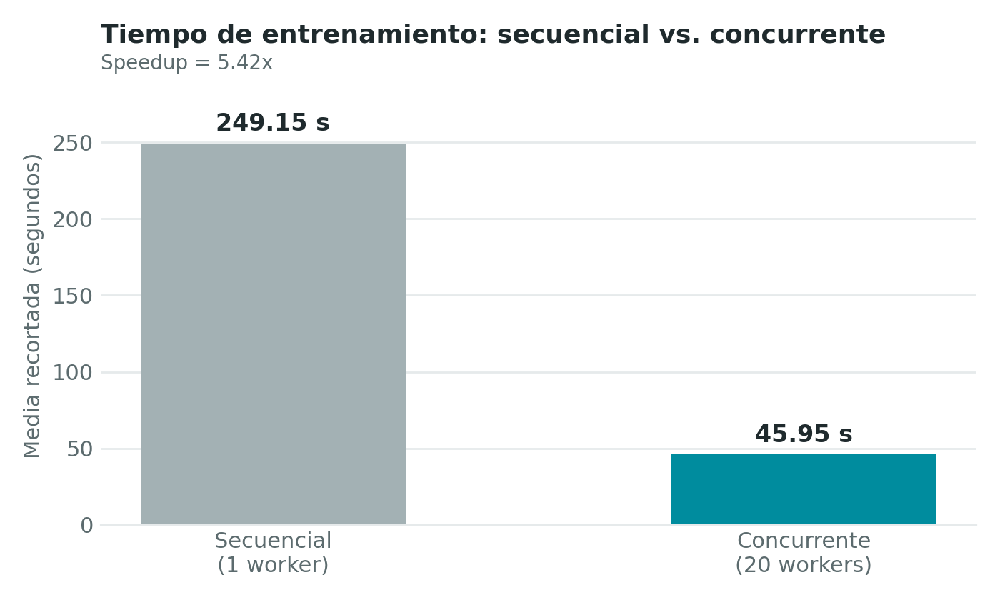 Tiempo de entrenamiento: secuencial vs. concurrente
Speedup = 5.42x
Media recortada (segundos)
250
200
150
100
50
0
249.15 s
45.95 s
Secuencial
(1 worker)
Concurrente
(20 workers)